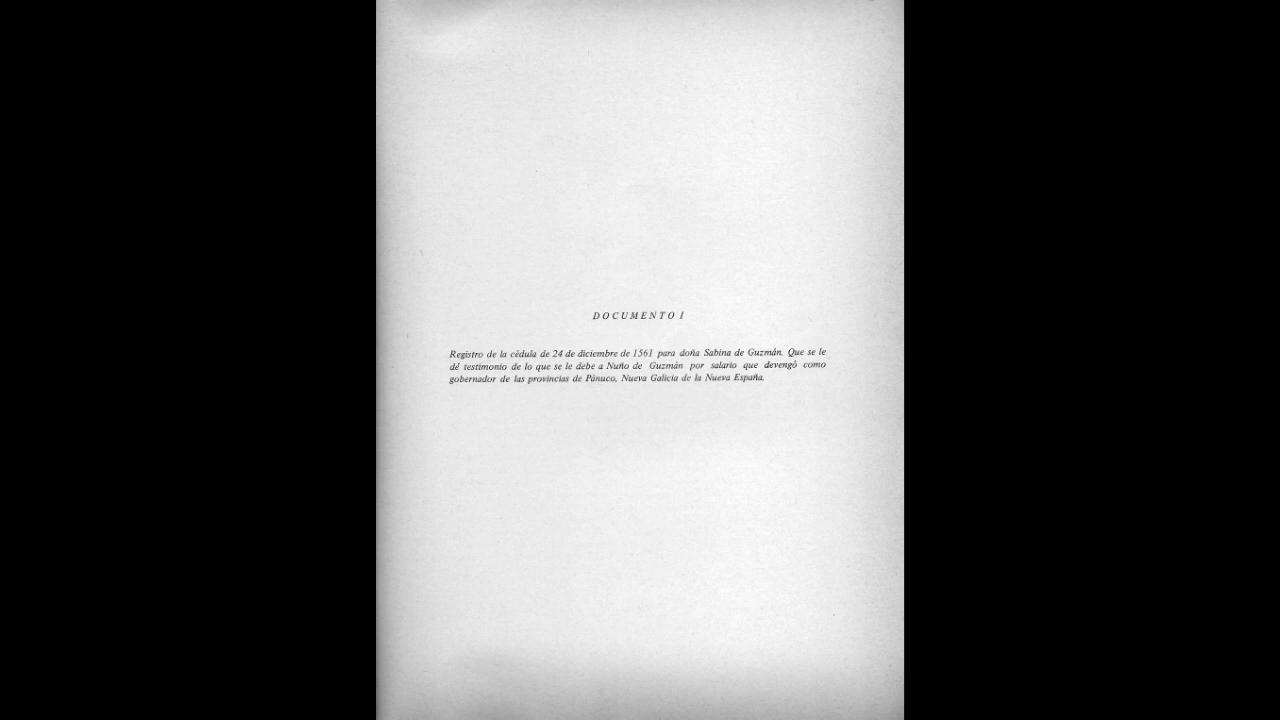 DOCUMENTO I
Registro de la cédula de 24 de diciembre de 1561 para doña Sabina de Guzmán. Que se le
dé testimonio de lo que se le debe a Nuño de Guzmán por salario que devengó como
gobernador de las provincias de Pánuco, Nueva Galicia de la Nueva España.